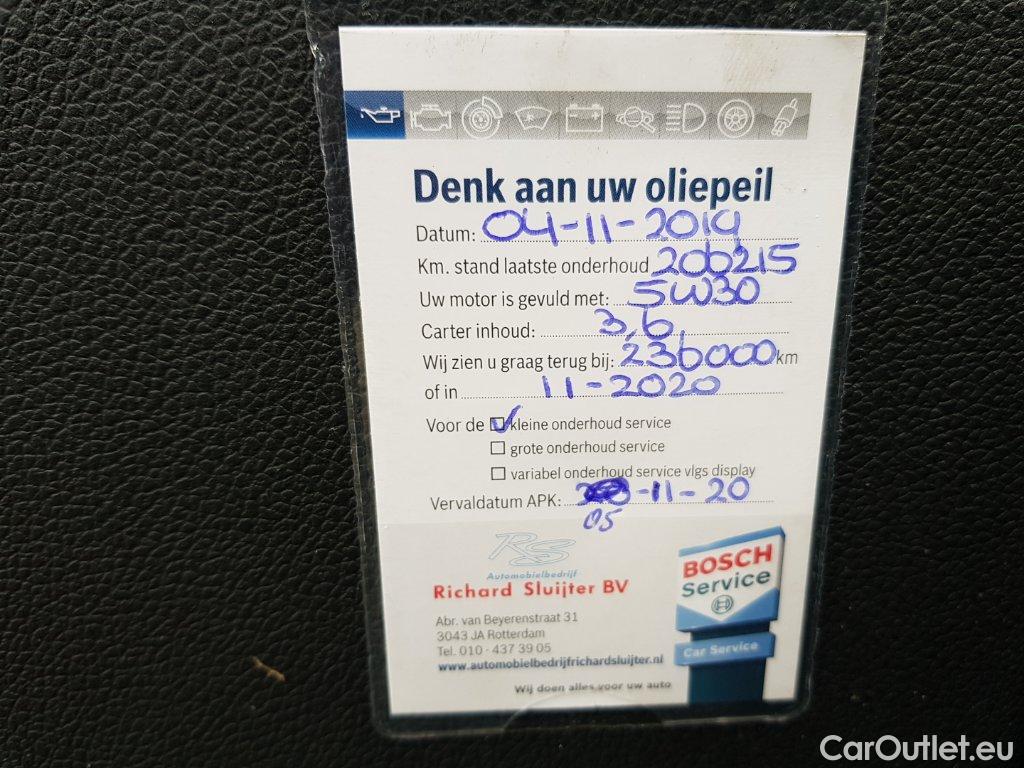 Denk aan uw oliepeil
Datum: 04-11-2019
Km. stand laatste onderhoud 206215
Uw motor is gevuld met: 5W30
Carter inhoud: 3,6
Wij zien u graag terug bij: 236000 km
of in 11-2020
Voor de kleine onderhoud service
grote onderhoud service
variabel onderhoud service vlgs display
Vervaldatum APK: -11-20
05
RS
Automobielbedrijf
Richard Sluijter BV
Abr. van Beyerenstraat 31
3043 JA Rotterdam
Tel. 010 - 437 39 05
www.automobielbedrijfrichardsluijter.nl
Wij doen alles voor uw auto
BOSCH
Service
Car Service
CarOutlet.eu